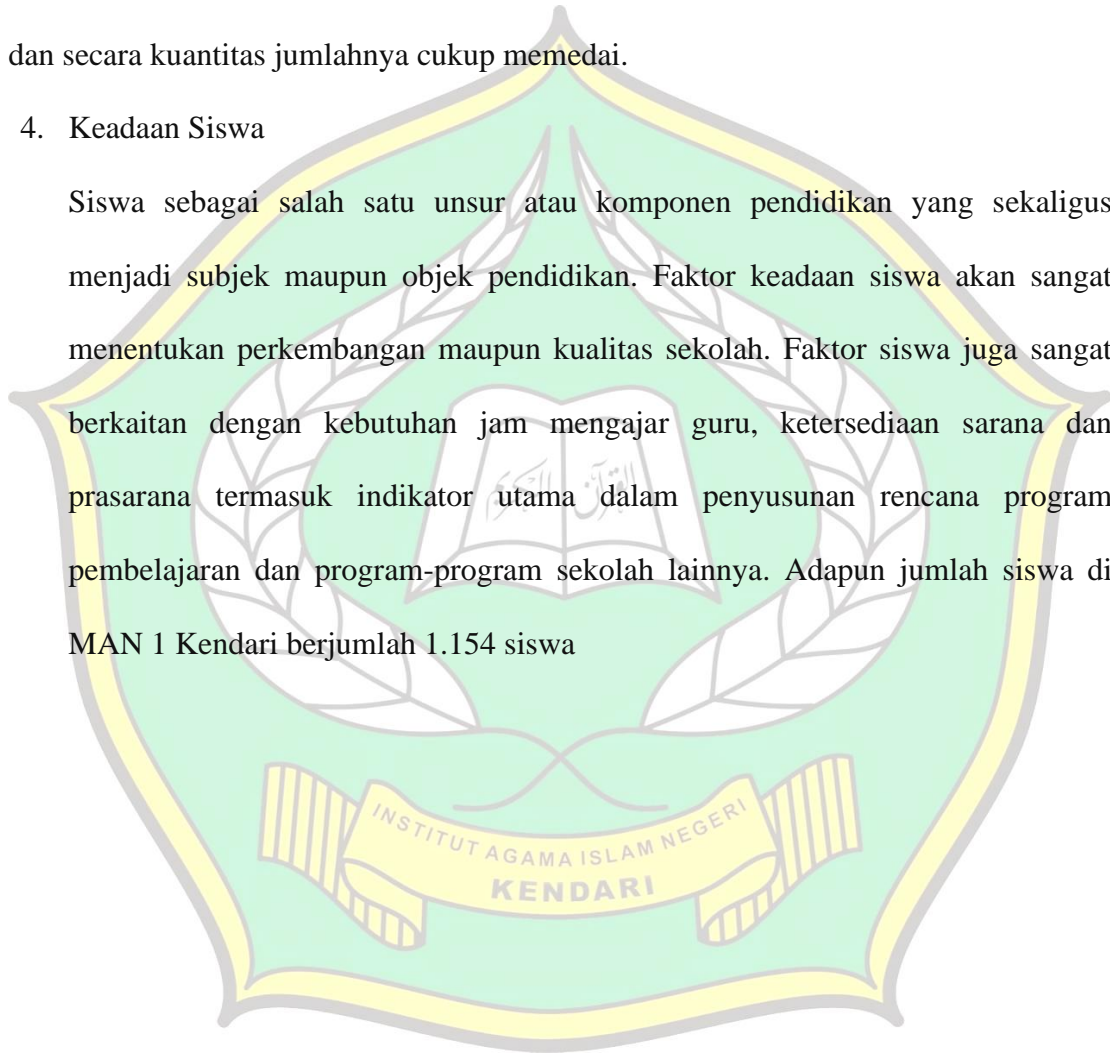 dan secara kuantitas jumlahnya cukup memedai.
4. Keadaan Siswa
Siswa sebagai salah satu unsur atau komponen pendidikan yang sekaligus
menjadi subjek maupun objek pendidikan. Faktor keadaan siswa akan sangat
menentukan perkembangan maupun kualitas sekolah. Faktor siswa juga sangat
berkaitan dengan kebutuhan jam mengajar guru, ketersediaan sarana dan
prasarana termasuk indikator utama dalam penyusunan rencana program
القرآن الكريم
pembelajaran dan program-program sekolah lainnya. Adapun jumlah siswa di
MAN 1 Kendari berjumlah 1.154 siswa
INSTITUT AGAMA ISLAM NEGERI
KENDARI